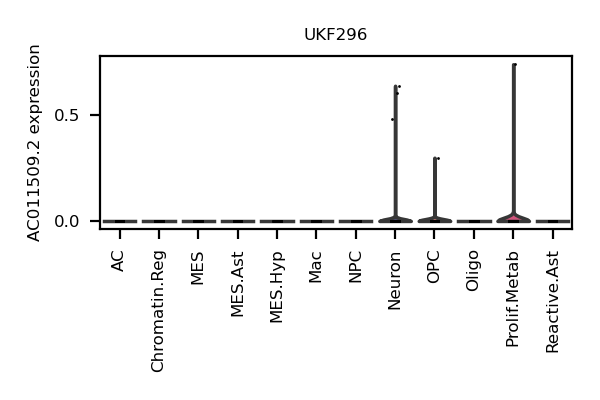 UKF296
AC011509.2 expression
0.5
0.0
AC
Chromatin.Reg
MES
MES.Ast
MES.Hyp
Mac
NPC
Neuron
OPC
Oligo
Prolif.Metab
Reactive.Ast